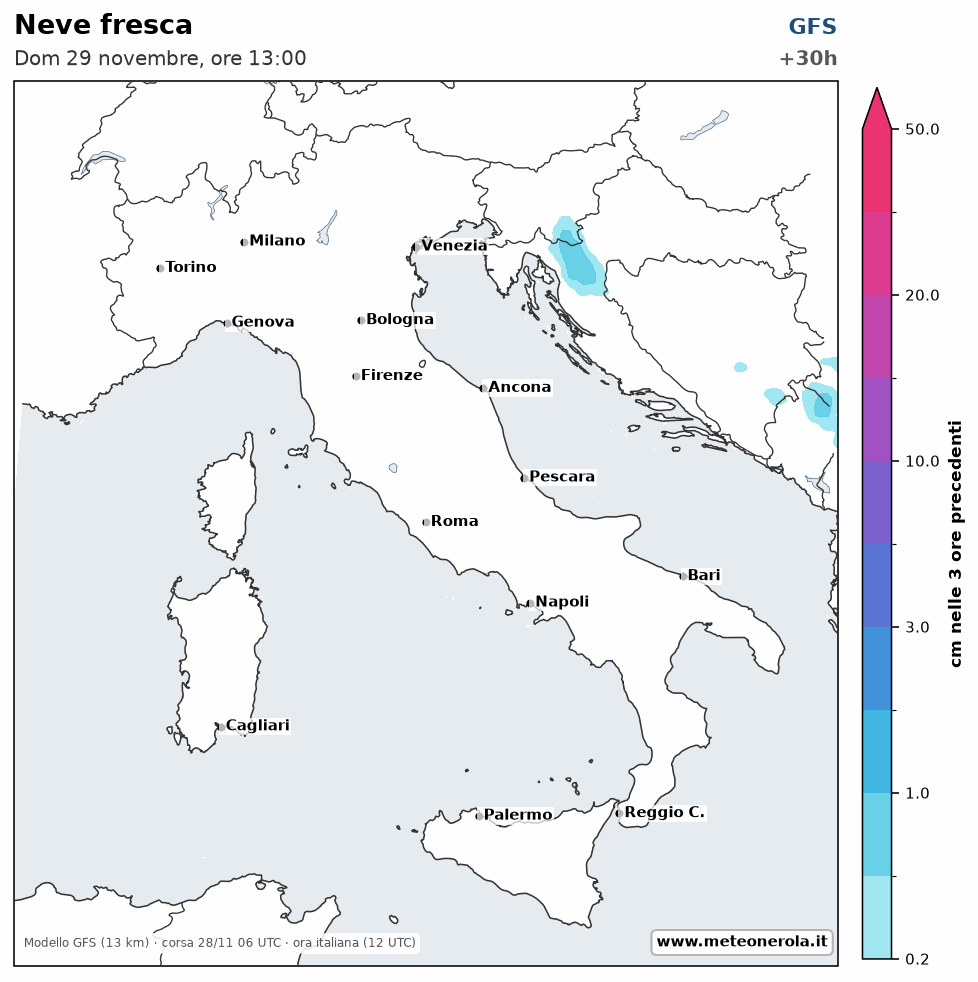 Neve fresca
GFS
Dom 29 novembre, ore 13:00
+30h
50.0
Milano
Venezia
Torino
20.0
Genova
Bologna
Firenze
Ancona
10.0
Pescara
Roma
Bari
Napoli
3.0
Cagliari
1.0
Palermo
Reggio C.
cm nelle 3 ore precedenti
Modello GFS (13 km) · corsa 28/11 06 UTC · ora italiana (12 UTC)
www.meteonerola.it
0.2